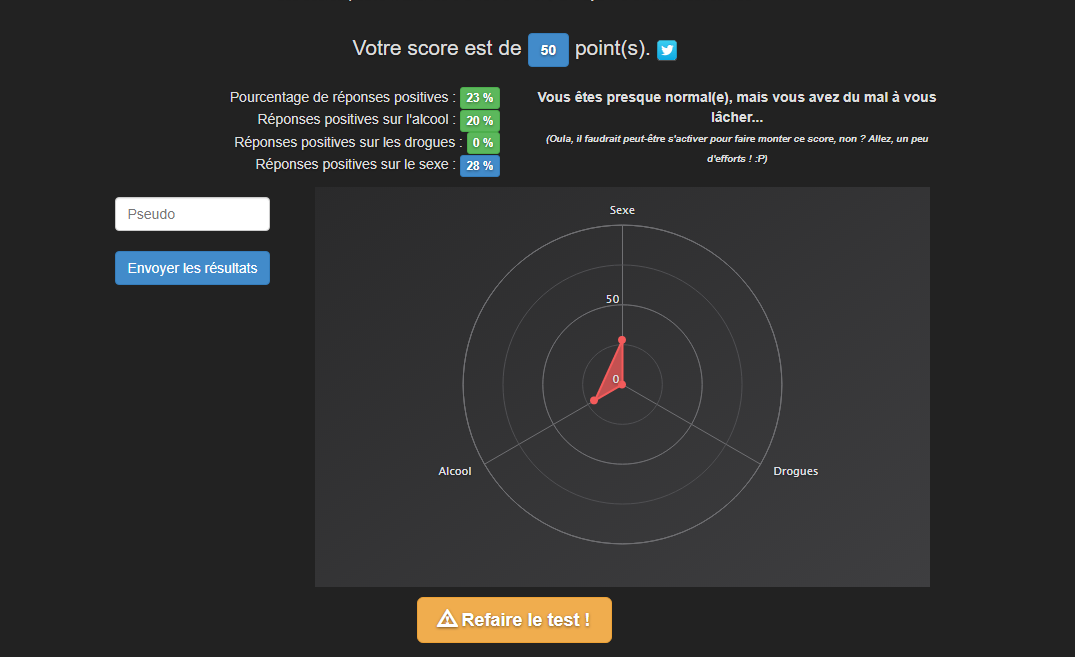 Votre score est de 50 point(s).
Pourcentage de réponses positives : 23 %
Réponses positives sur l'alcool : 20 %
Réponses positives sur les drogues : 0 %
Réponses positives sur le sexe : 28 %
Vous êtes presque normal(e), mais vous avez du mal à vous
lâcher...
(Oula, il faudrait peut-être s'activer pour faire monter ce score, non ? Allez, un peu
d'efforts ! :P)
Pseudo
Envoyer les résultats
Sexe
50
0
Alcool
Drogues
Refaire le test !